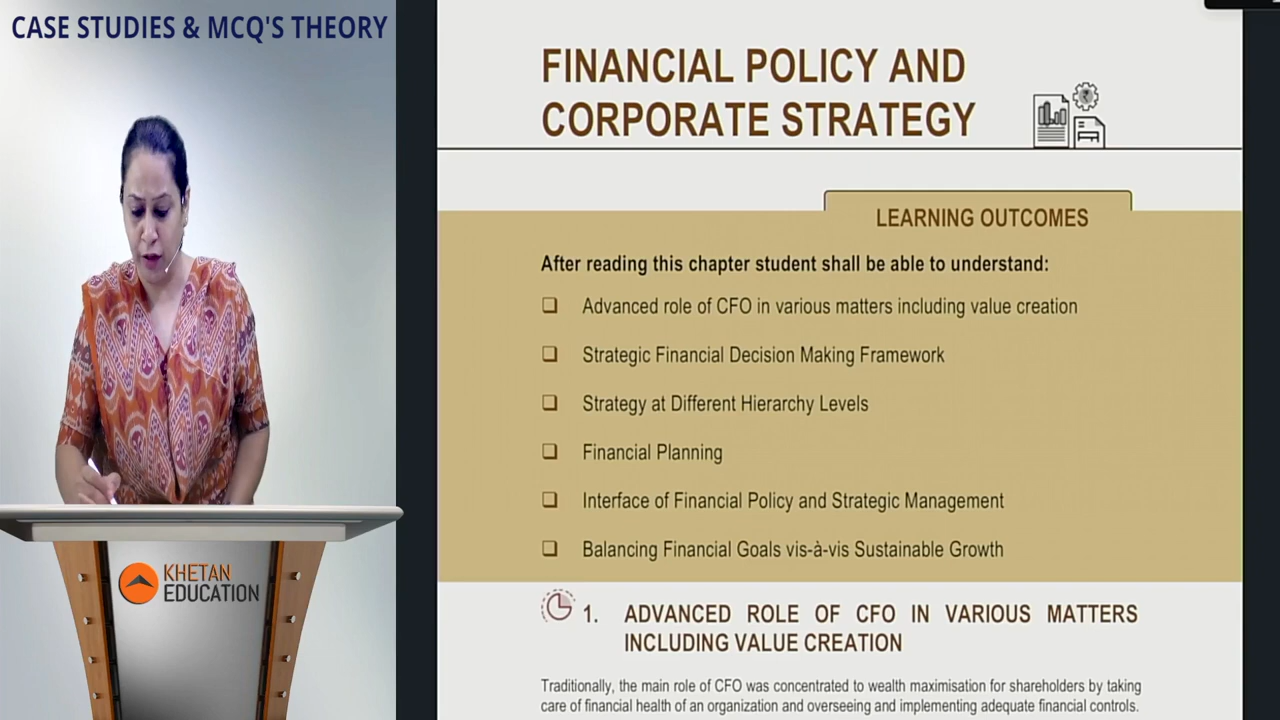 CASE STUDIES & MCQ'S THEORY
FINANCIAL POLICY AND
CORPORATE STRATEGY
LEARNING OUTCOMES
After reading this chapter student shall be able to understand:
❑ Advanced role of CFO in various matters including value creation
❑ Strategic Financial Decision Making Framework
❑ Strategy at Different Hierarchy Levels
❑ Financial Planning
❑ Interface of Financial Policy and Strategic Management
❑ Balancing Financial Goals vis-à-vis Sustainable Growth
1. ADVANCED ROLE OF CFO IN VARIOUS MATTERS
INCLUDING VALUE CREATION
Traditionally, the main role of CFO was concentrated to wealth maximisation for shareholders by taking
care of financial health of an organization and overseeing and implementing adequate financial controls.
KHETAN
EDUCATION